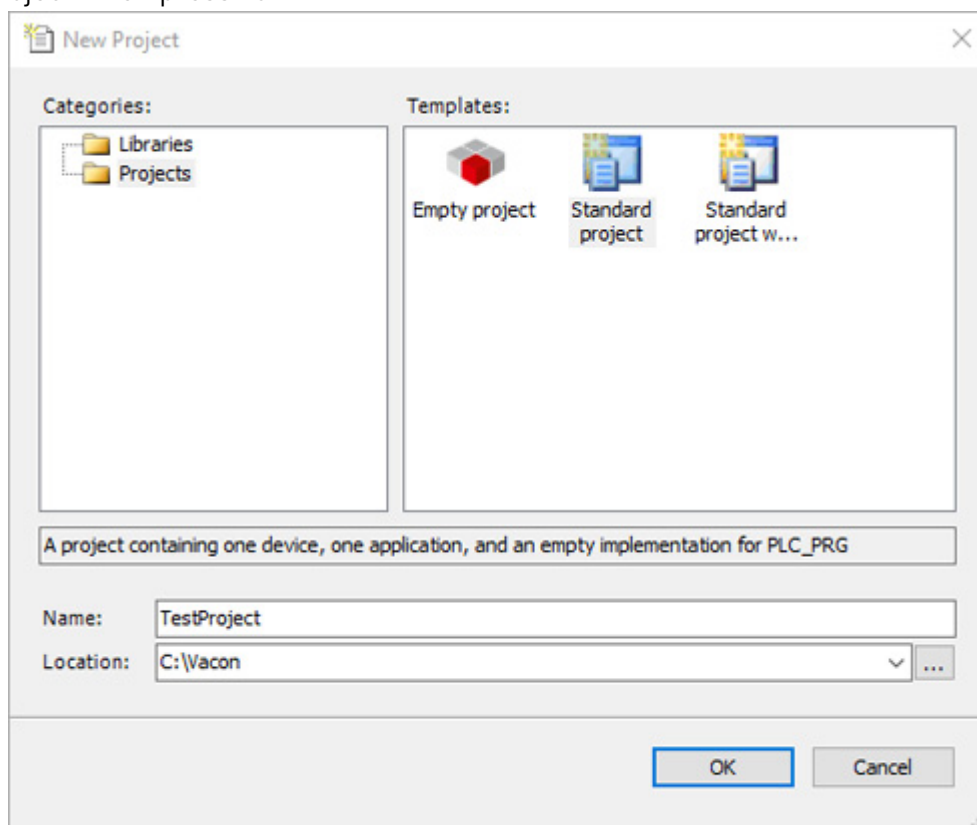 New Project
Categories:
Templates:
Libraries
Projects
Empty project
Standard
project
Standard
project w...
A project containing one device, one application, and an empty implementation for PLC_PRG
Name:
TestProject
Location:
C:\Vacon
...
OK
Cancel